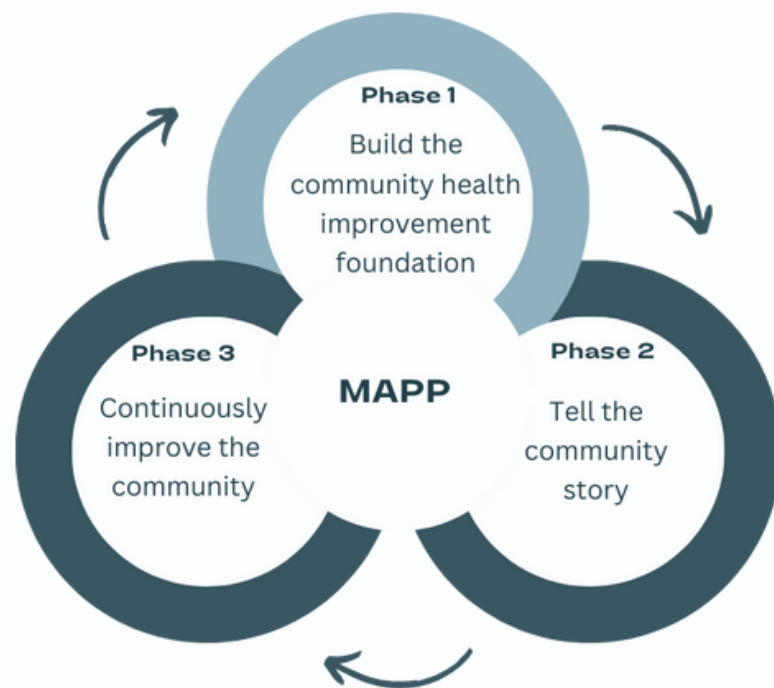 Phase 1
Build the
community health
improvement
foundation
Phase 3
Continuously
improve the
community
MAPP
Phase 2
Tell the
community
story